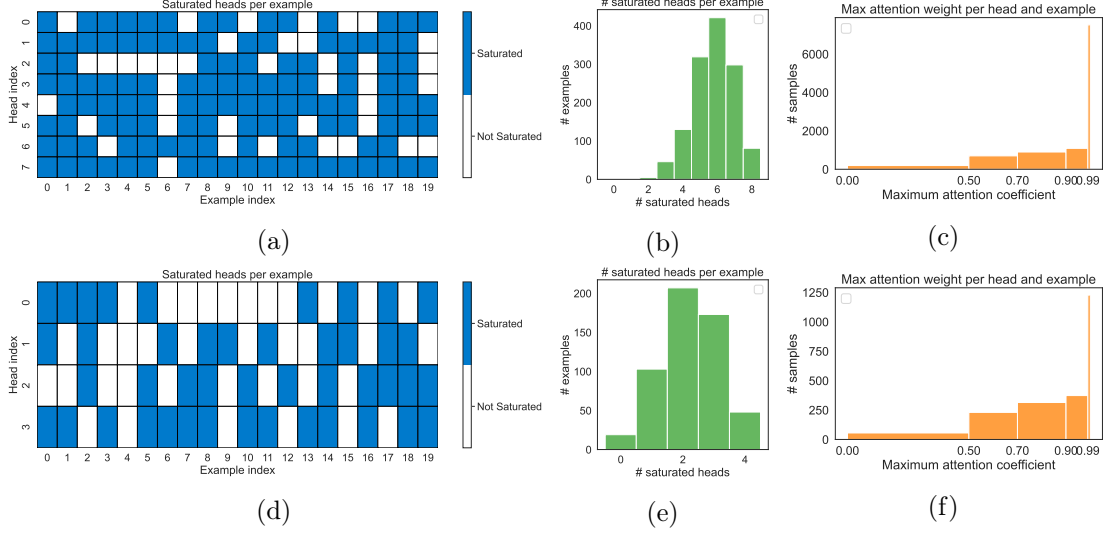 Saturated heads per example
Head index
0
1
2
3
4
5
6
7
0 1 2 3 4 5 6 7 8 9 10 11 12 13 14 15 16 17 18 19
Example index
Saturated
Not Saturated
(a)
# saturated heads per example
# examples
400
300
200
100
0
0 2 4 6 8
# saturated heads
(b)
Max attention weight per head and example
# samples
6000
4000
2000
0
0.00 0.50 0.70 0.90 0.99
Maximum attention coefficient
(c)
Saturated heads per example
Head index
0
1
2
3
0 1 2 3 4 5 6 7 8 9 10 11 12 13 14 15 16 17 18 19
Example index
Saturated
Not Saturated
(d)
# saturated heads per example
# examples
200
150
100
50
0
0 2 4
# saturated heads
(e)
Max attention weight per head and example
# samples
1250
1000
750
500
250
0
0.00 0.50 0.70 0.90 0.99
Maximum attention coefficient
(f)